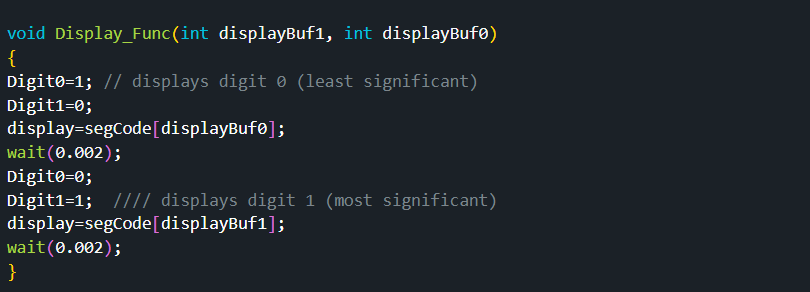 void Display_Func(int displayBuf1, int displayBuf0)
{
Digit0=1; // displays digit 0 (least significant)
Digit1=0;
display=segCode[displayBuf0];
wait(0.002);
Digit0=0;
Digit1=1;  //// displays digit 1 (most significant)
display=segCode[displayBuf1];
wait(0.002);
}